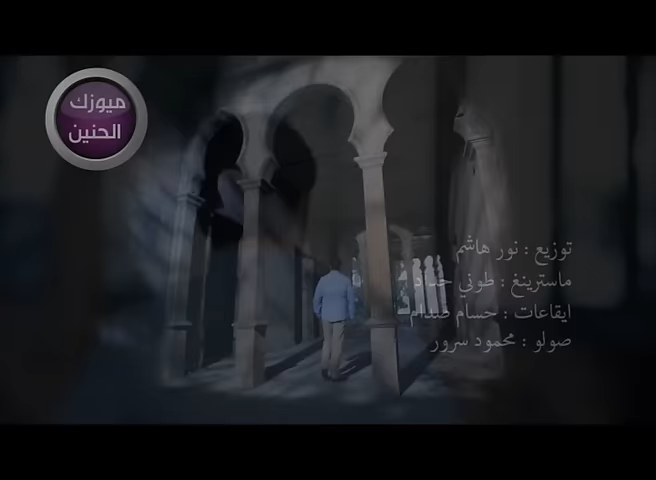 ميوزك
الحنين
توزيع : نور هاشم
ماسترينغ : طوني حداد
ايقاعات : حسام صدام
صولو : محمود سرور